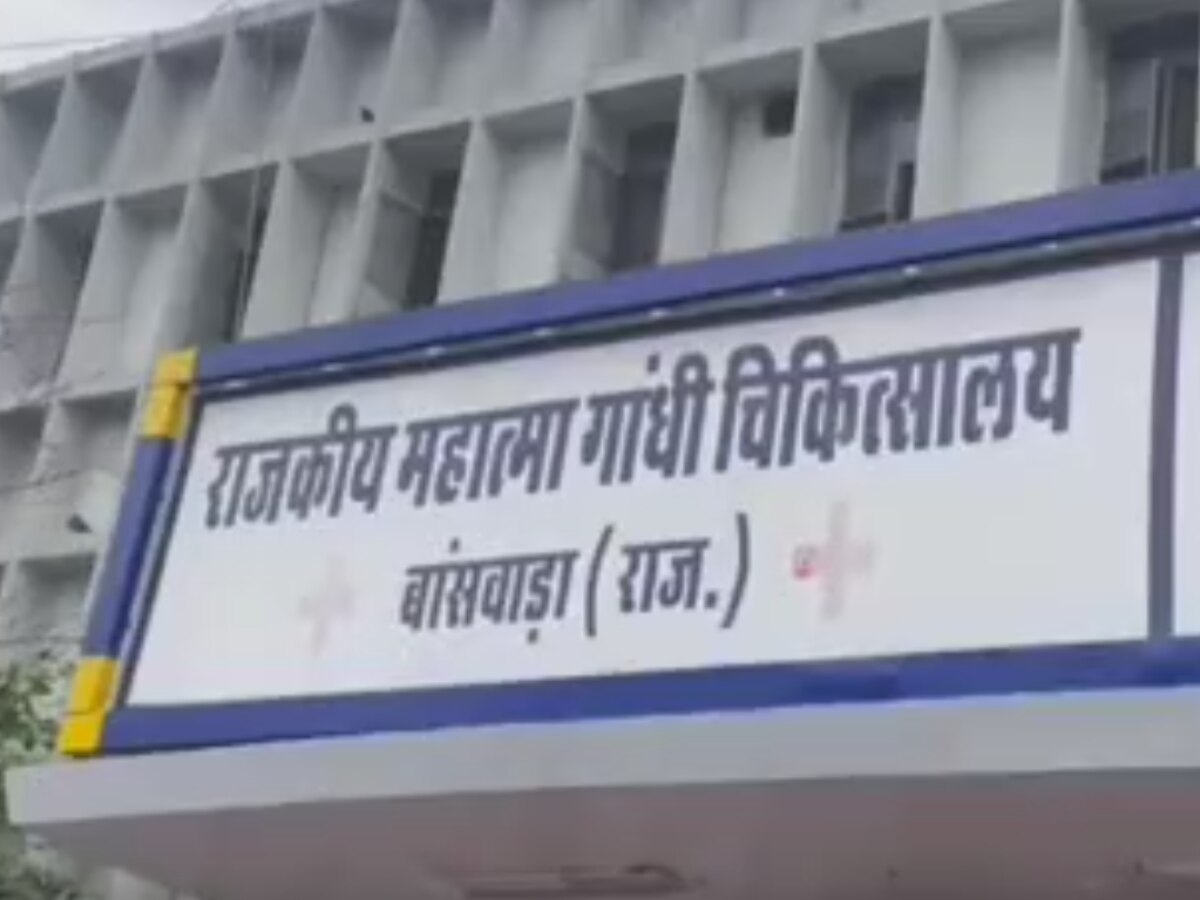 राजकीय महात्मा गांधी चिकित्सालय
बांसवाड़ा (राज.)